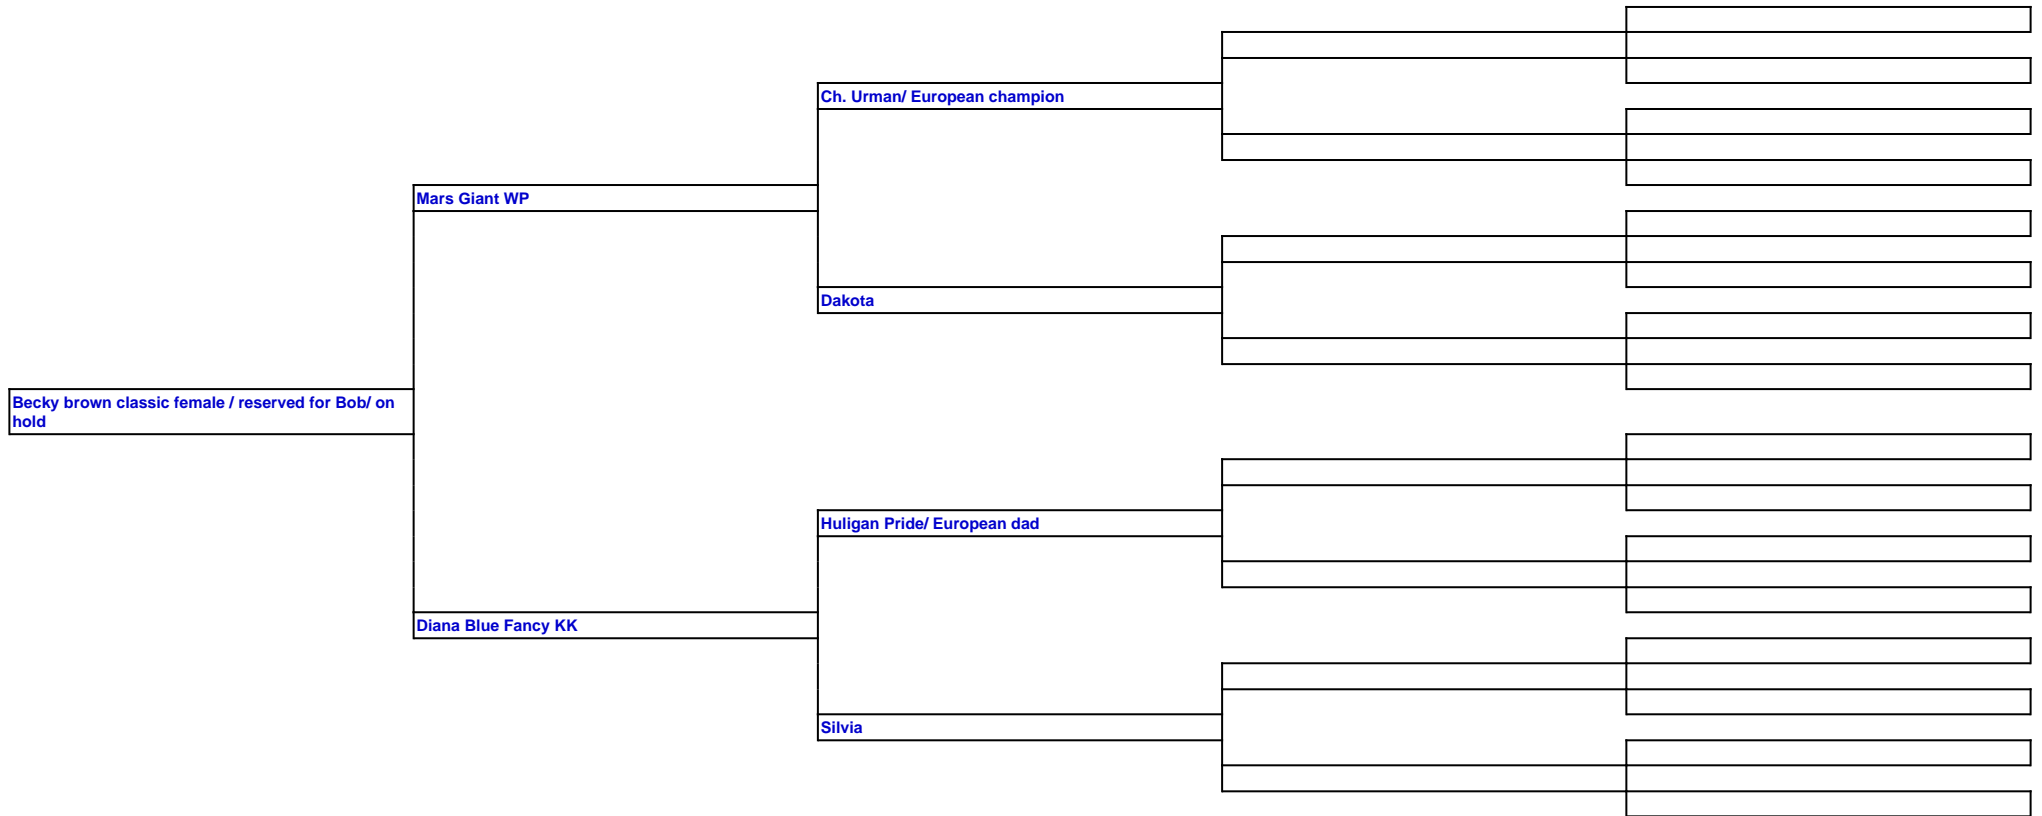 Ch. Urman/ European champion
Mars Giant WP
Dakota
Becky brown classic female / reserved for Bob/ on
hold
Huligan Pride/ European dad
Diana Blue Fancy KK
Silvia